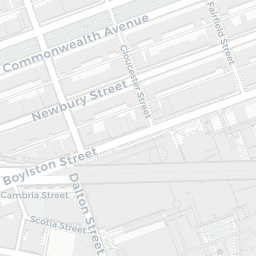 Commonwealth Avenue
Gloucester Street
Fairfield Street
Newbury Street
Boylston Street
Cambria Street
Dalton Street
Scotia Street